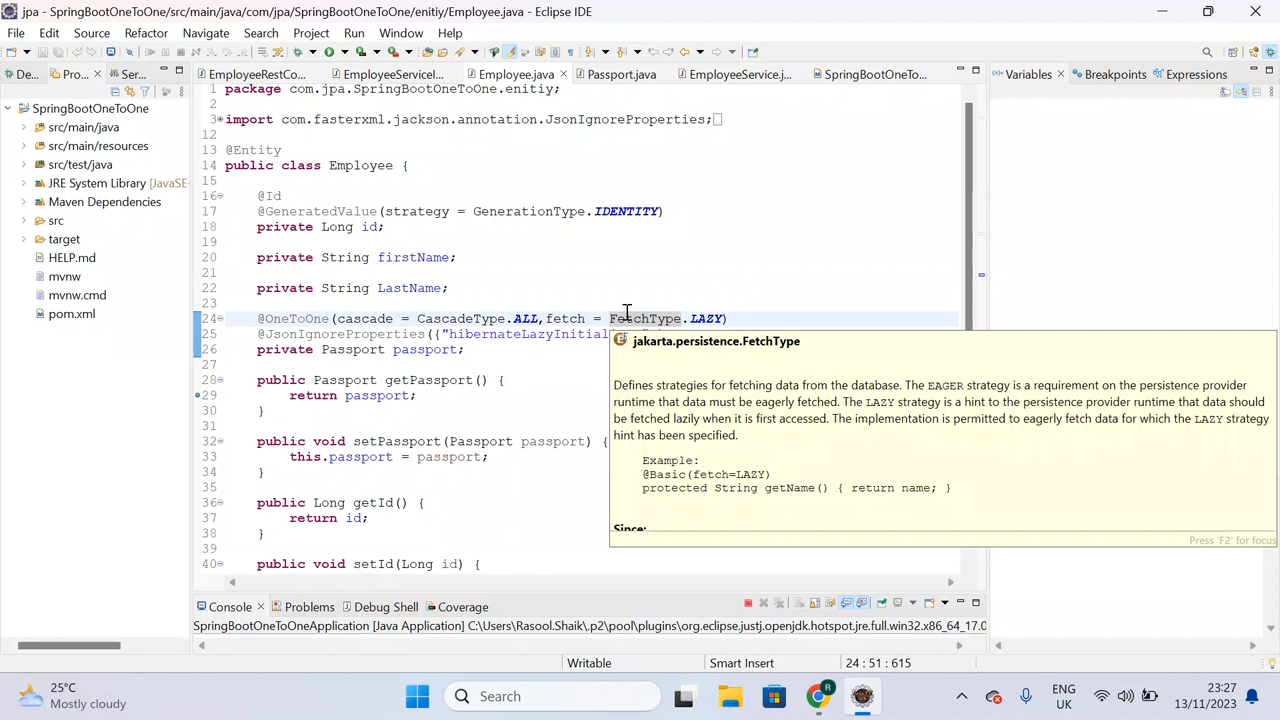 jpa - SpringBootOneToOne/src/main/java/com/jpa/SpringBootOneToOne/enitiy/Employee.java - Eclipse IDE
File Edit Source Refactor Navigate Search Project Run Window Help
De... Pro... Ser...
EmployeeRestCo... EmployeeServiceI... Employee.java Passport.java EmployeeService.j... SpringBootOneTo...
Variables Breakpoints Expressions
SpringBootOneToOne
src/main/java
src/main/resources
src/test/java
JRE System Library [JavaSE-
Maven Dependencies
src
target
HELP.md
mvnw
mvnw.cmd
pom.xml
1 package com.jpa.SpringBootOneToOne.enitiy;
2
3 import com.fasterxml.jackson.annotation.JsonIgnoreProperties;
12
13 @Entity
14 public class Employee {
15
16 @Id
17 @GeneratedValue(strategy = GenerationType.IDENTITY)
18 private Long id;
19
20 private String firstName;
21
22 private String LastName;
23
24 @OneToOne(cascade = CascadeType.ALL,fetch = FetchType.LAZY)
25 @JsonIgnoreProperties({"hibernateLazyInitial
26 private Passport passport;
27
28 public Passport getPassport() {
29 return passport;
30 }
31
32 public void setPassport(Passport passport) {
33 this.passport = passport;
34 }
35
36 public Long getId() {
37 return id;
38 }
39
40 public void setId(Long id) {
jakarta.persistence.FetchType
Defines strategies for fetching data from the database. The EAGER strategy is a requirement on the persistence provider
runtime that data must be eagerly fetched. The LAZY strategy is a hint to the persistence provider runtime that data should
be fetched lazily when it is first accessed. The implementation is permitted to eagerly fetch data for which the LAZY strategy
hint has been specified.
Example:
@Basic(fetch=LAZY)
protected String getName() { return name; }
Since:
Press 'F2' for focus
Console Problems Debug Shell Coverage
SpringBootOneToOneApplication [Java Application] C:\Users\Rasool.Shaik\.p2\pool\plugins\org.eclipse.justj.openjdk.hotspot.jre.full.win32.x86_64_17.0
Writable Smart Insert 24 : 51 : 615
25°C
Mostly cloudy
Search
R
ENG
UK
23:27
13/11/2023